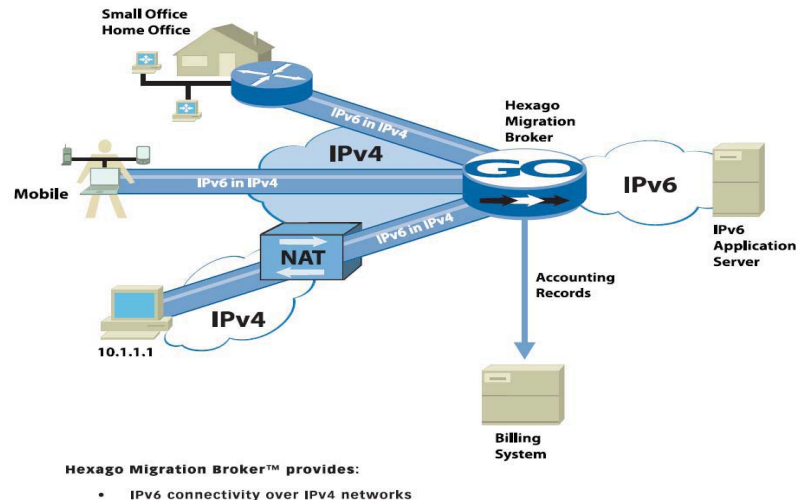 Small Office
Home Office
Hexago
Migration
Broker
IPv6 in IPv4
IPv4
GO
IPv6
Mobile
IPv6 in IPv4
IPv6 in IPv4
IPv6
Application
Server
NAT
Accounting
Records
IPv4
10.1.1.1
Billing
System
Hexago Migration Broker™ provides:
• IPv6 connectivity over IPv4 networks